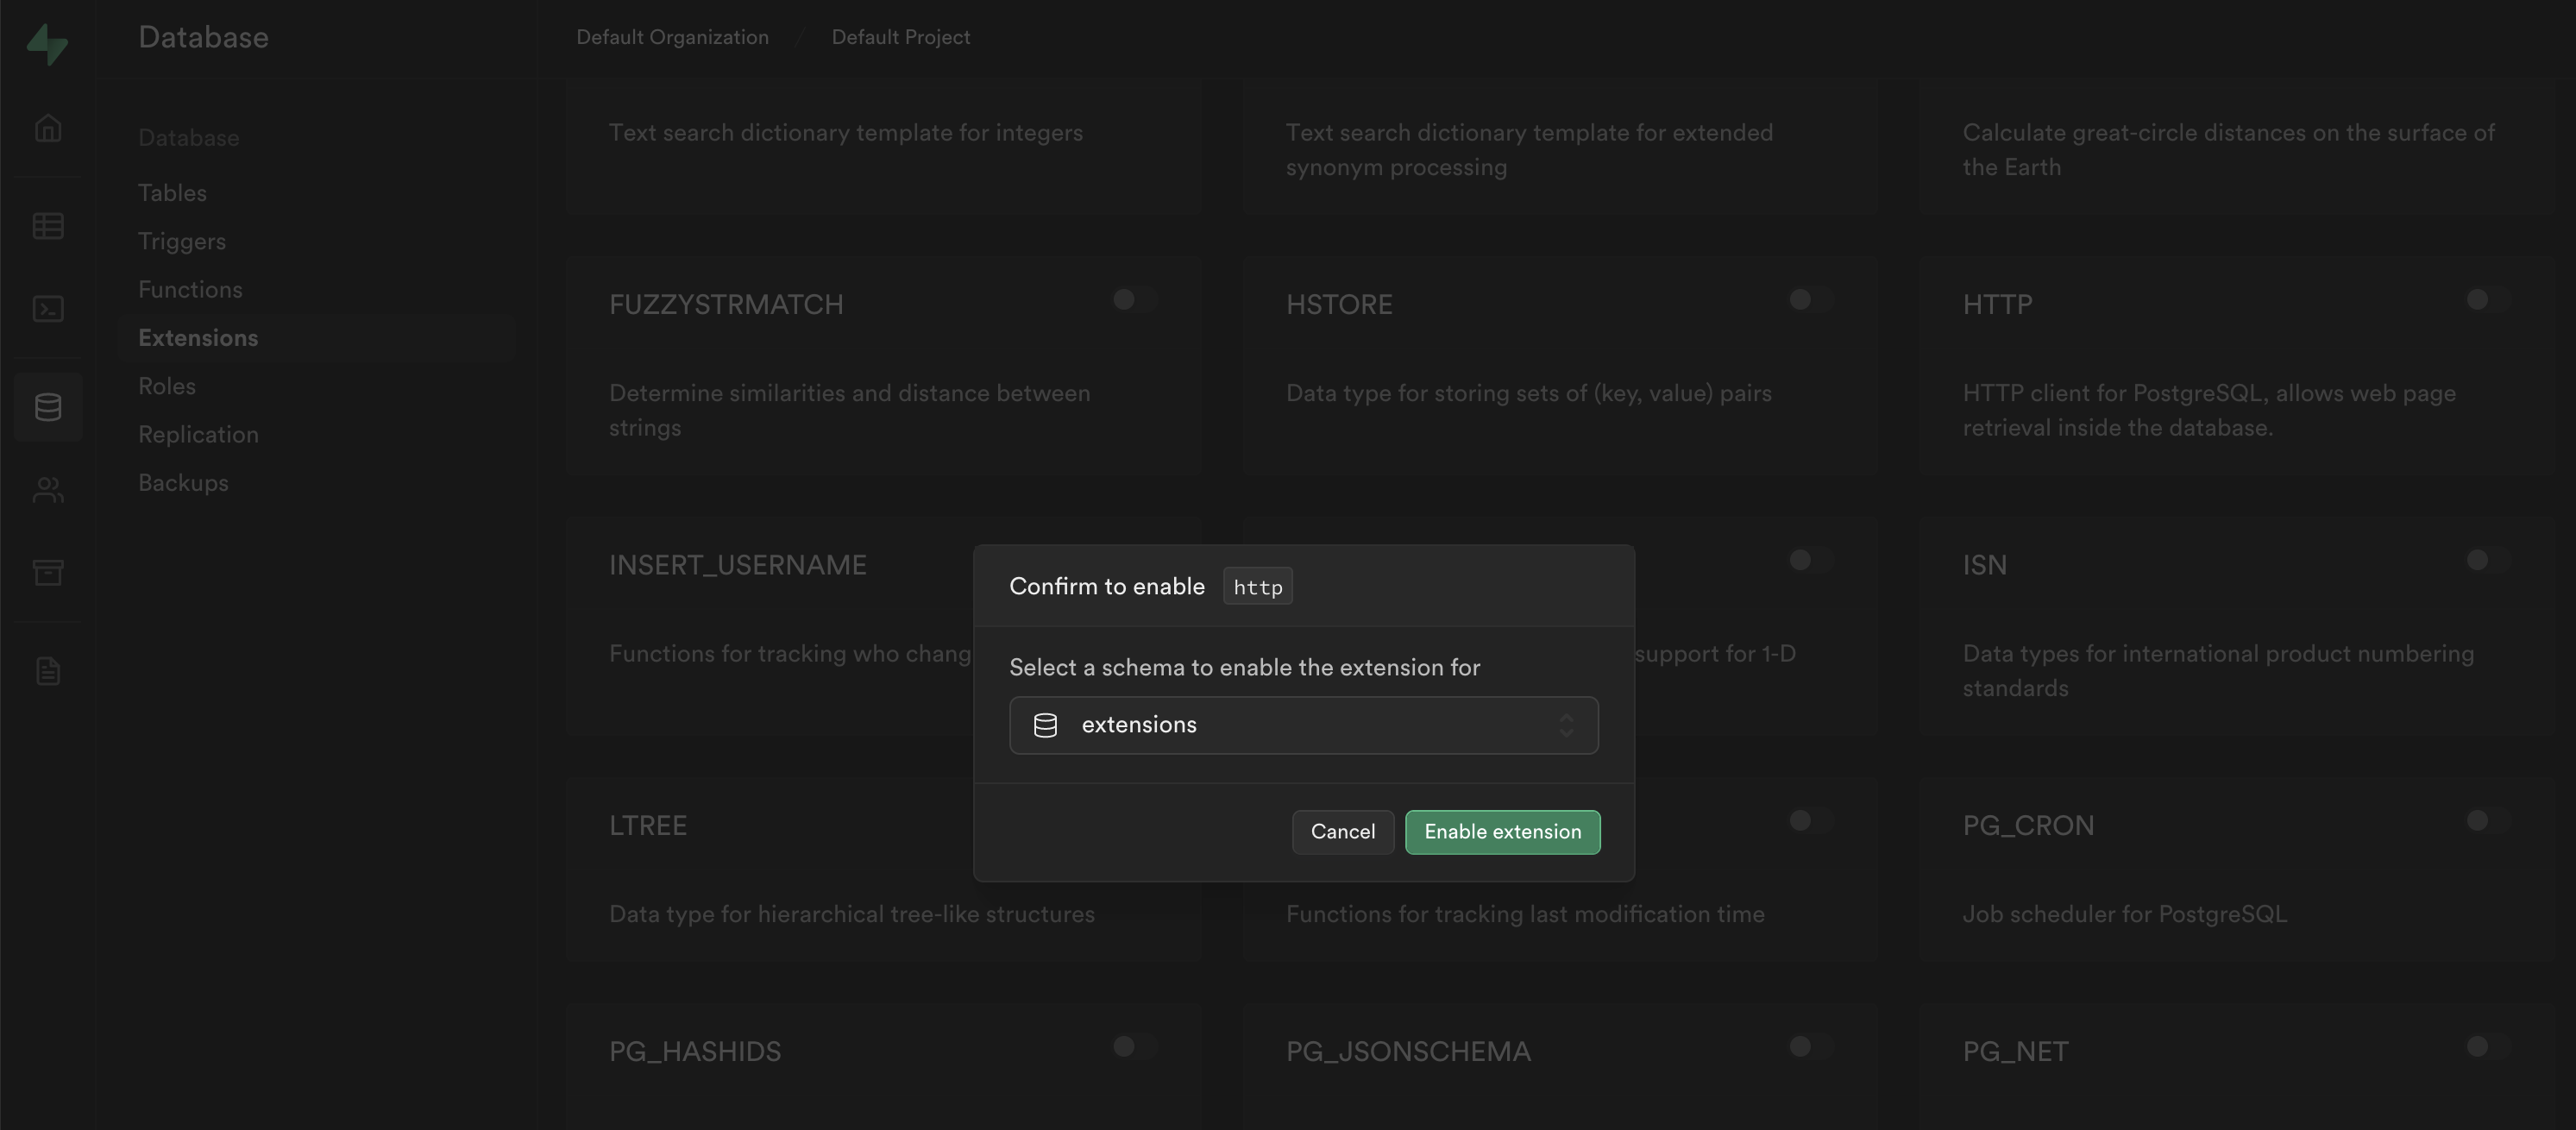 Database
Default Organization / Default Project
Database
Tables
Triggers
Functions
Extensions
Roles
Replication
Backups
Text search dictionary template for integers
Text search dictionary template for extended
synonym processing
Calculate great-circle distances on the surface of
the Earth
FUZZYSTRMATCH
Determine similarities and distance between
strings
HSTORE
Data type for storing sets of (key, value) pairs
HTTP
HTTP client for PostgreSQL, allows web page
retrieval inside the database.
INSERT_USERNAME
Functions for tracking who chang
support for 1-D
ISN
Data types for international product numbering
standards
Confirm to enable http
Select a schema to enable the extension for
extensions
Cancel
Enable extension
LTREE
Data type for hierarchical tree-like structures
Functions for tracking last modification time
PG_CRON
Job scheduler for PostgreSQL
PG_HASHIDS
PG_JSONSCHEMA
PG_NET